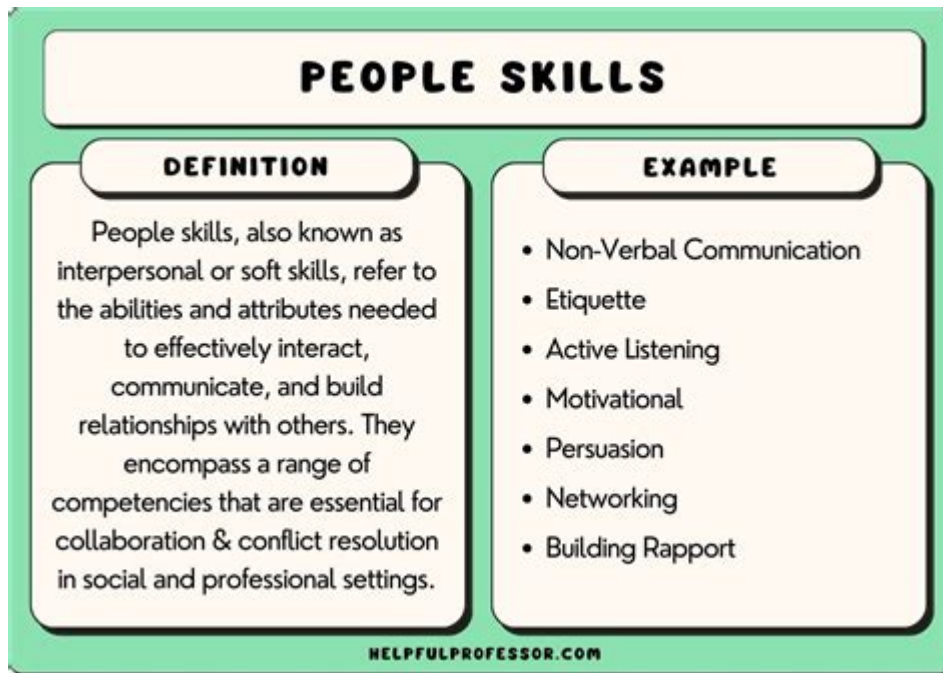 PEOPLE SKILLS
DEFINITION
People skills, also known as
interpersonal or soft skills, refer to
the abilities and attributes needed
to effectively interact,
communicate, and build
relationships with others. They
encompass a range of
competencies that are essential for
collaboration & conflict resolution
in social and professional settings.
EXAMPLE
• Non-Verbal Communication
• Etiquette
• Active Listening
• Motivational
• Persuasion
• Networking
• Building Rapport
HELPFULPROFESSOR.COM